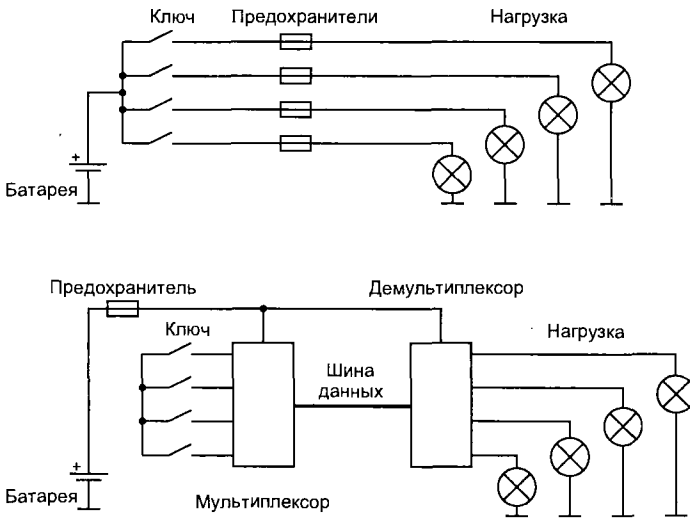 Ключ Предохранители Нагрузка
+
Батарея
Предохранитель Демультиплексор
Ключ Нагрузка
Шина
данных
+
Батарея
Мультиплексор